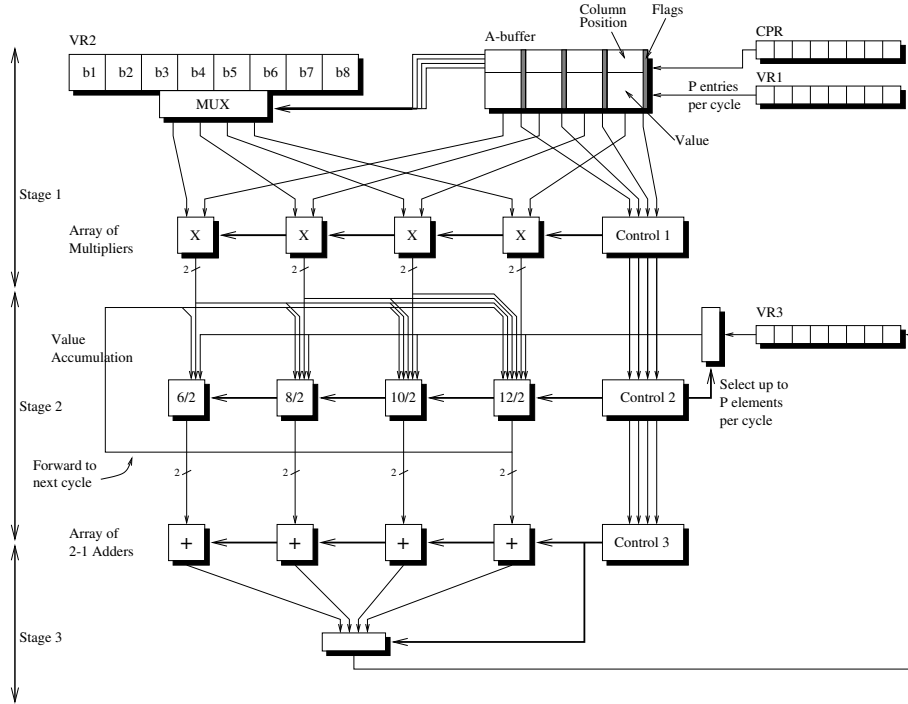 VR2
A-buffer
Column
Position
Flags
CPR
b1 b2 b3 b4 b5 b6 b7 b8
MUX
P entries
per cycle
VR1
Value
Stage 1
Array of
Multipliers
X X X X
Control 1
2 2 2 2
Value
Accumulation
VR3
Stage 2
6/2 8/2 10/2 12/2
Control 2
Select up to
P elements
per cycle
Forward to
next cycle
2 2 2 2
Array of
2-1 Adders
+ + + +
Control 3
Stage 3